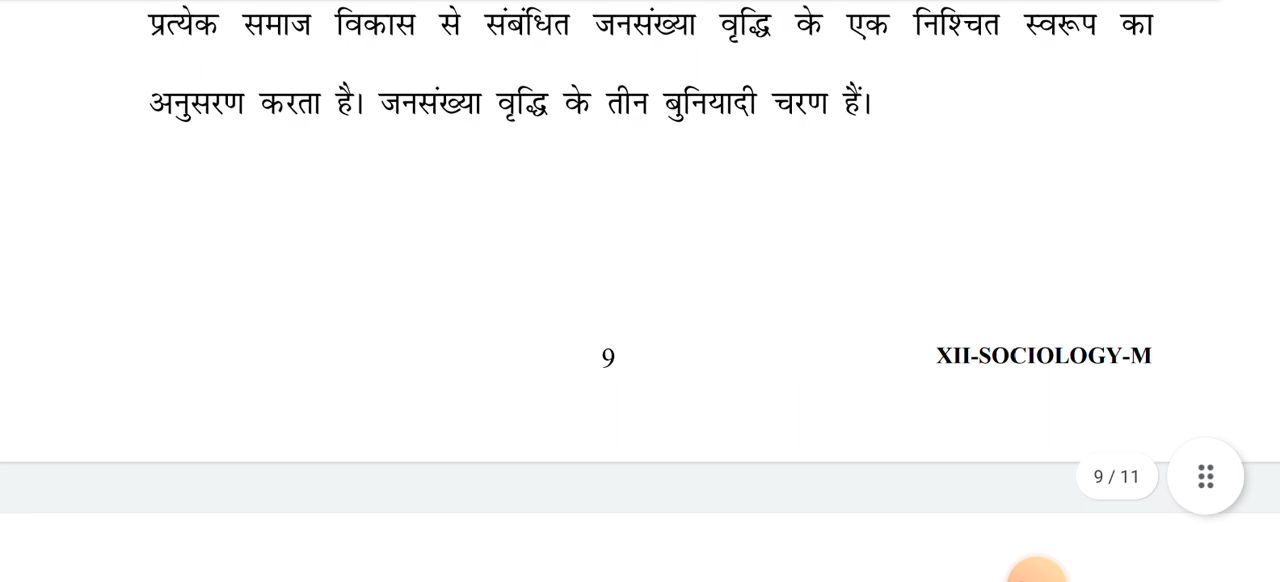 प्रत्येक समाज विकास से संबंधित जनसंख्या वृद्धि के एक निश्चित स्वरूप का
अनुसरण करता है। जनसंख्या वृद्धि के तीन बुनियादी चरण हैं।
9
XII-SOCIOLOGY-M
9 / 11